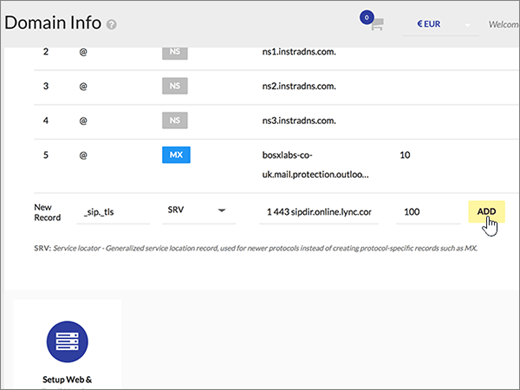 Domain Info ?
0
€ EUR
Welcome
2 @ NS ns1.instradns.com.
3 @ NS ns2.instradns.com.
4 @ NS ns3.instradns.com.
5 @ MX bosxlabs-co-
uk.mail.protection.outloo... 10
New
Record _sip._tls SRV 1 443 sipdir.online.lync.cor 100 ADD
SRV: Service locator - Generalized service location record, used for newer protocols instead of creating protocol-specific records such as MX.
Setup Web &